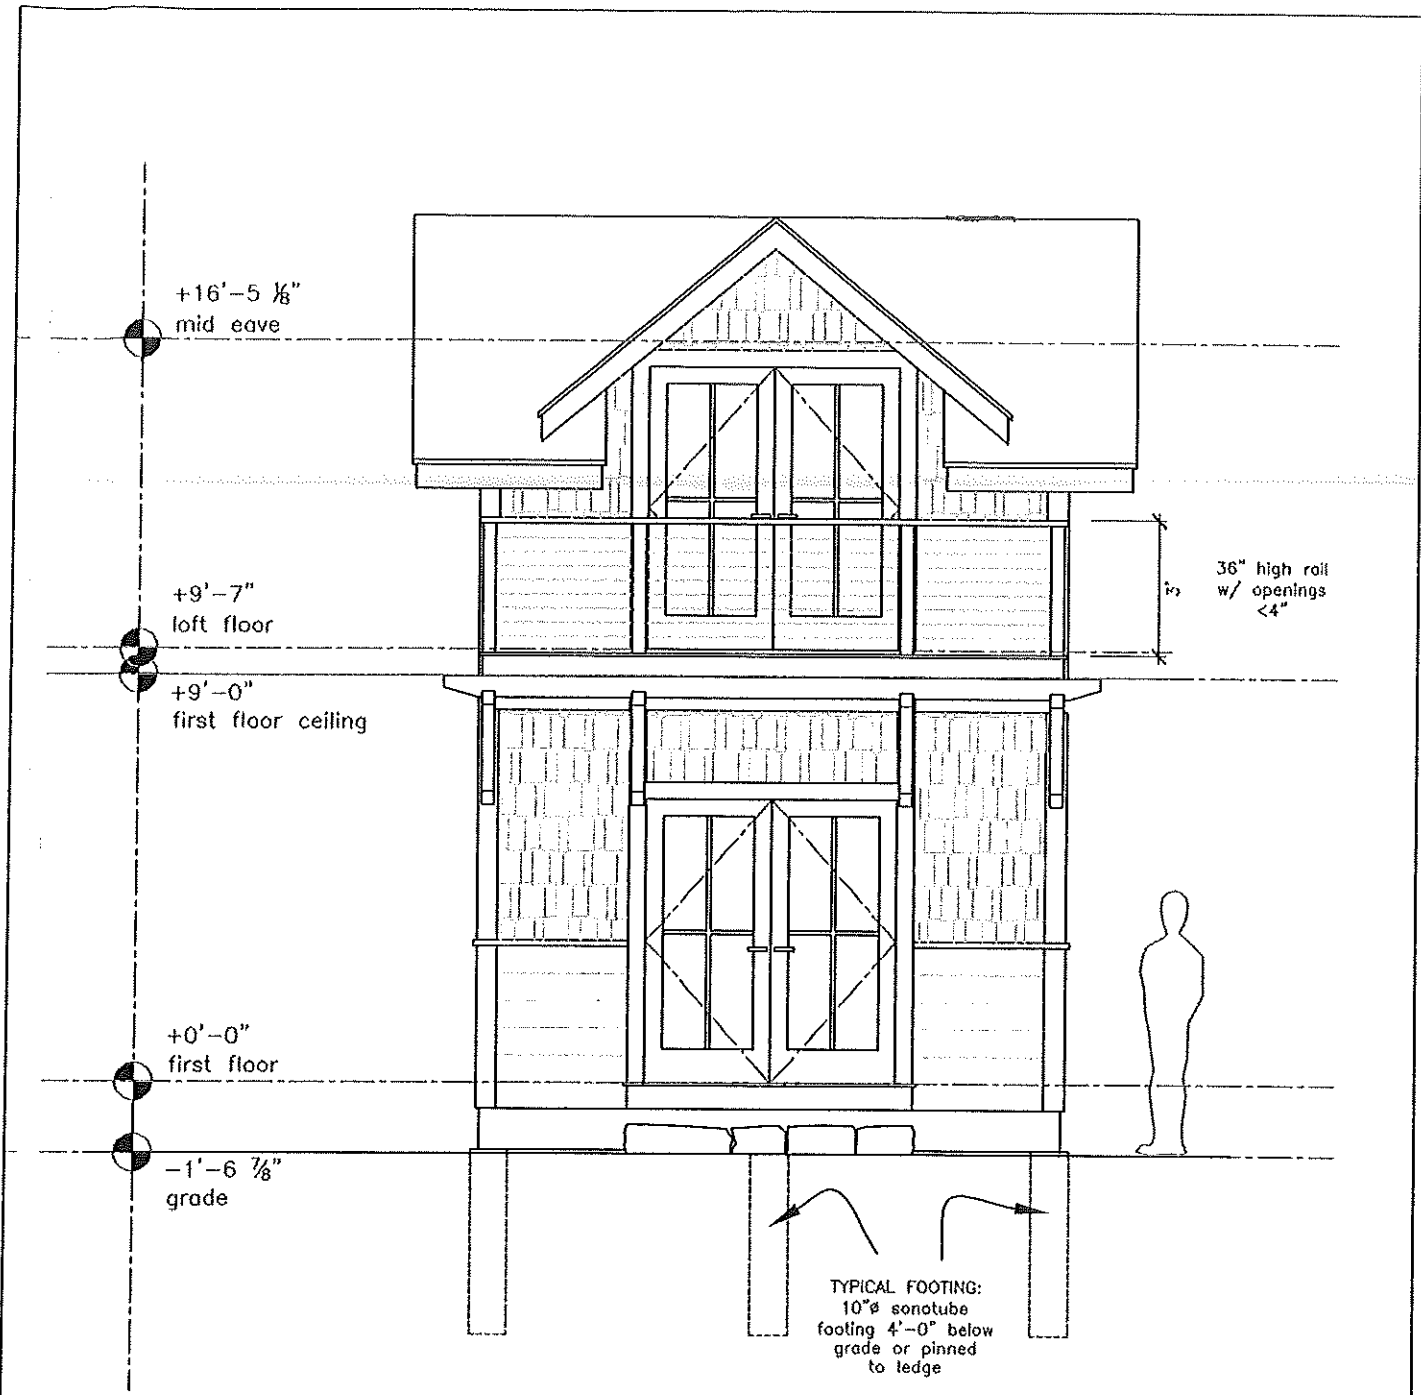 +16'-5 ⅛"
mid eave
+9'-7"
loft floor
+9'-0"
first floor ceiling
36" high rail
w/ openings
<4"
3'
+0'-0"
first floor
-1'-6 ⅞"
grade
TYPICAL FOOTING:
10"ø sonotube
footing 4'-0" below
grade or pinned
to ledge